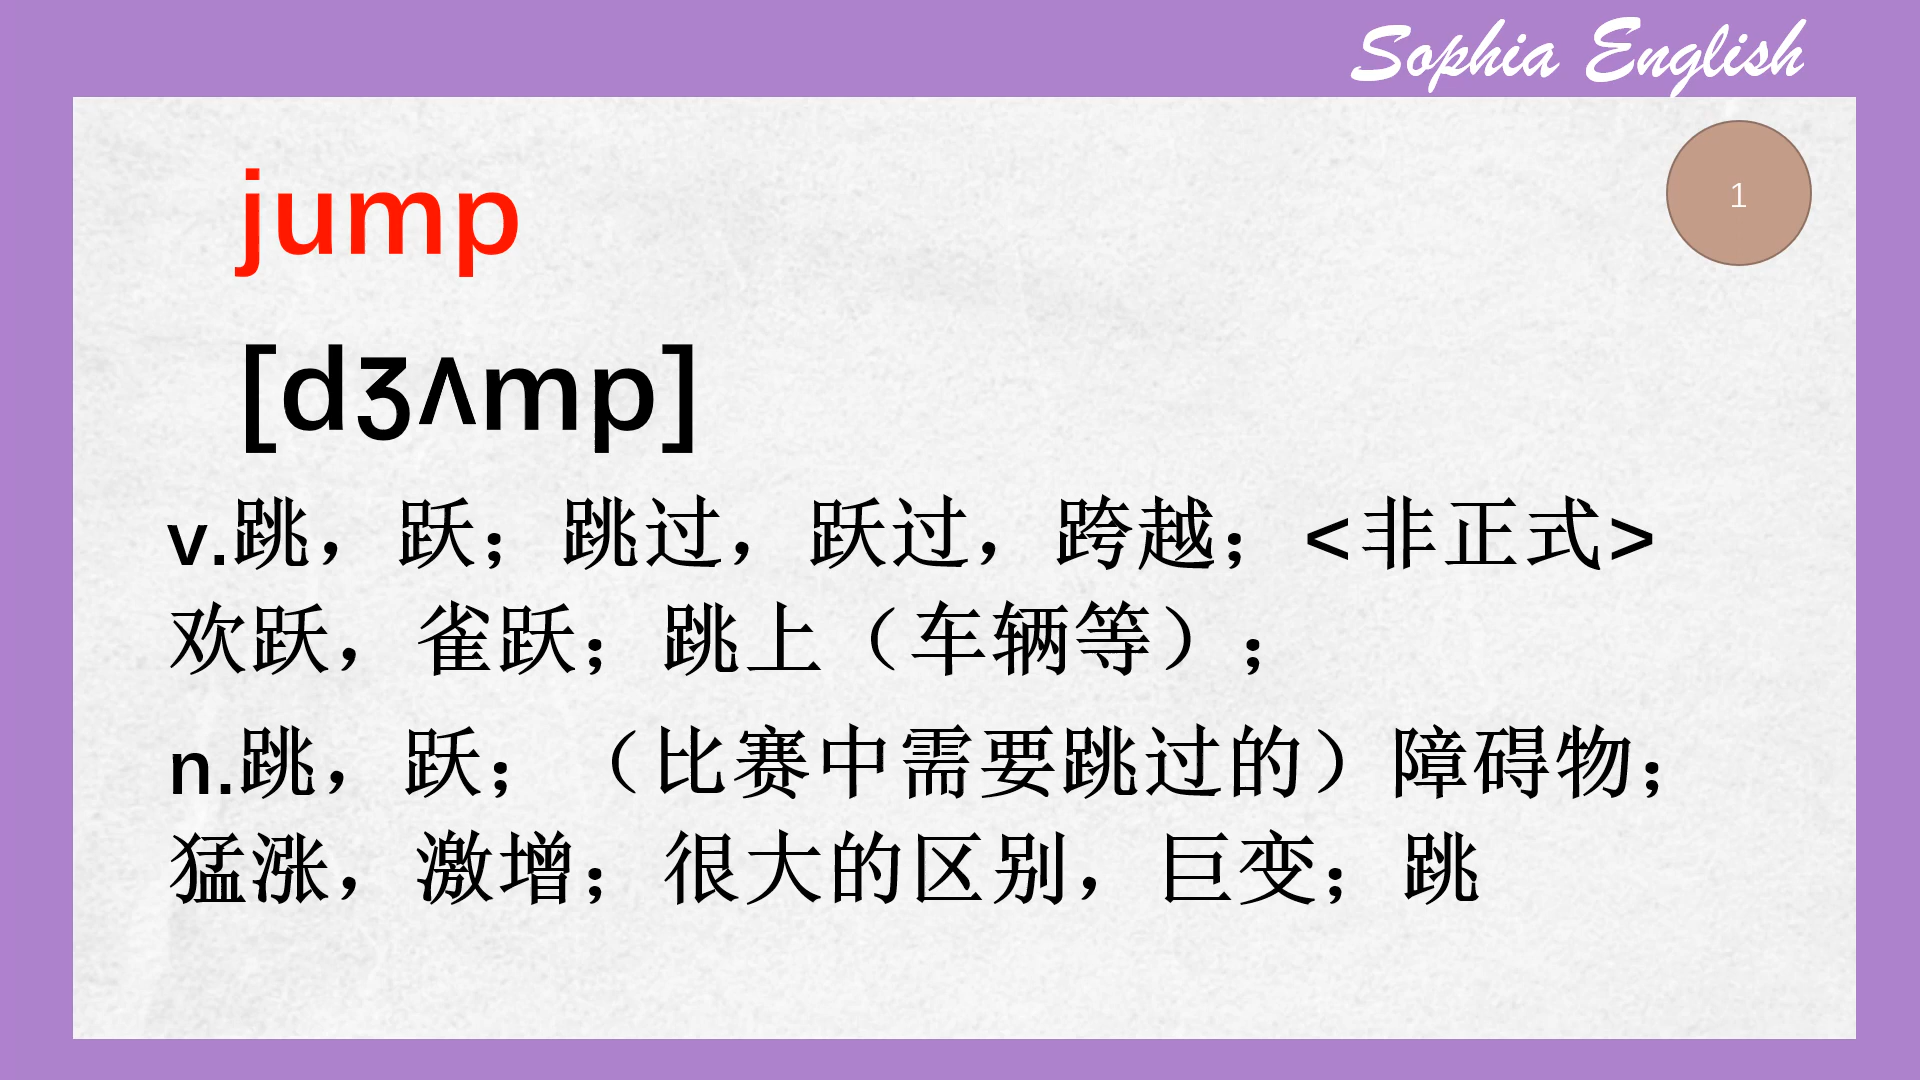 Sophia English
1
jump
[dʒʌmp]
v.跳，跃；跳过，跃过，跨越；<非正式>
欢跃，雀跃；跳上（车辆等）；
n.跳，跃；（比赛中需要跳过的）障碍物；
猛涨，激增；很大的区别，巨变；跳